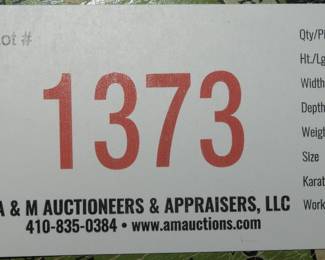 ot #
1373
A & M AUCTIONEERS & APPRAISERS, LLC
410-835-0384 • www.amauctions.com
Qty/Pi
Ht./Lg
Width
Depth
Weigh
Size
Karat
Work